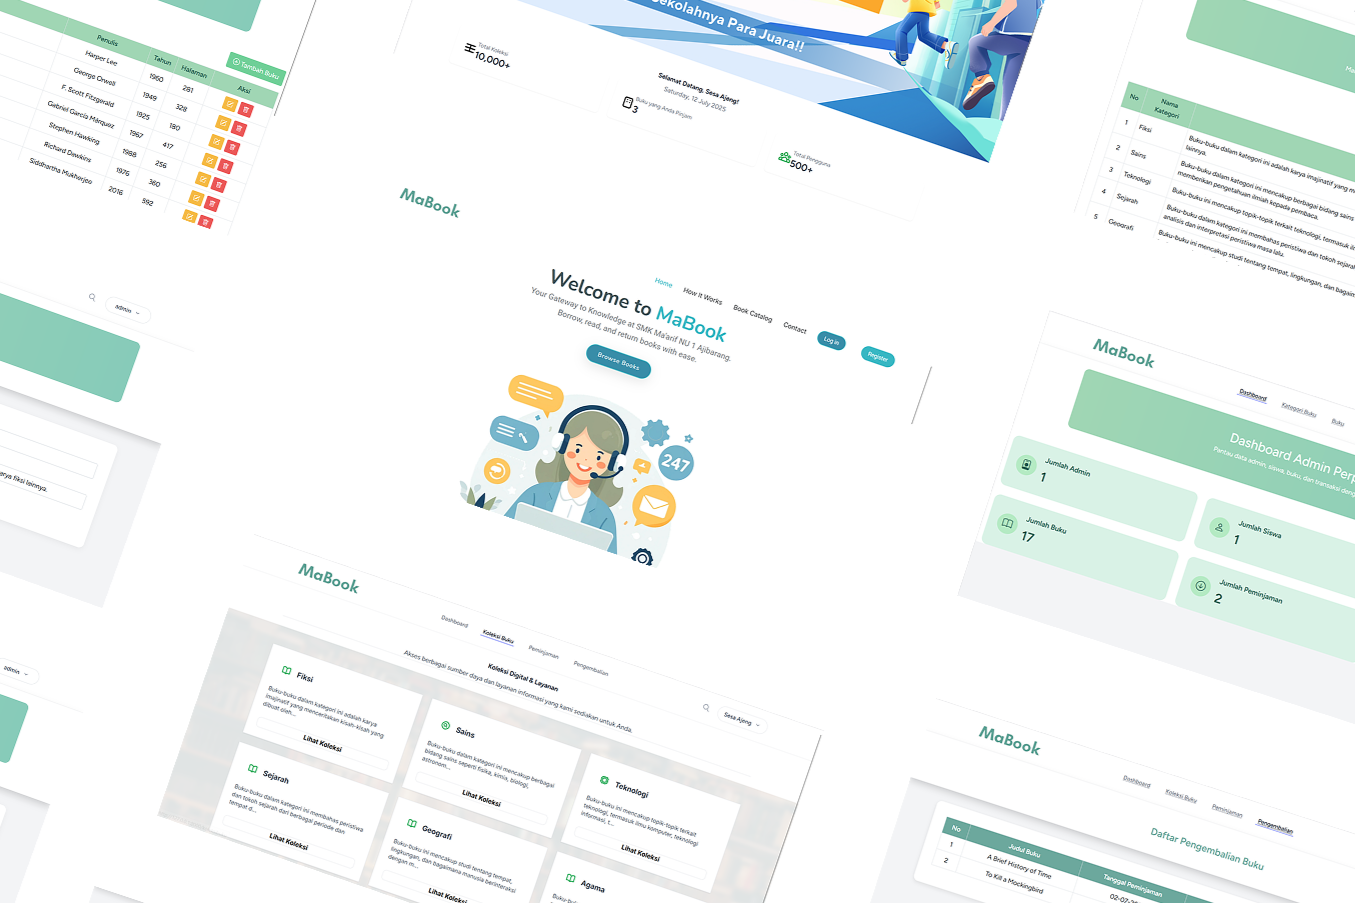 Penulis
Tahun
Halaman
Aksi
Tambah Buku
Harper Lee
1960
281
George Orwell
1949
328
F. Scott Fitzgerald
1925
180
Gabriel García Márquez
1967
417
Stephen Hawking
1988
256
Richard Dawkins
1976
360
Siddhartha Mukherjee
2016
592
ekolahnya Para Juara!!
Total Koleksi
10.000+
Selamat Datang, Sesa Ajeng!
Saturday, 12 July 2025
Buku yang Anda Pinjam
3
Total Pengguna
500+
No
Nama
Kategori
1
Fiksi
Buku-buku dalam kategori ini adalah karya imajinatif yang m
lainnya.
2
Sains
Buku-buku dalam kategori ini mencakup berbagai bidang sains
memberikan pengetahuan ilmiah kepada pembaca.
3
Teknologi
Buku-buku ini mencakup topik-topik terkait teknologi, termasuk il
4
Sejarah
Buku-buku dalam kategori ini membahas peristiwa dan tokoh sejarah
analisis dan interpretasi peristiwa masa lalu.
5
Geografi
Buku-buku ini mencakup studi tentang tempat, lingkungan, dan bagaim
MaBook
Home
How It Works
Book Catalog
Contact
Log in
Register
Welcome to MaBook
Your Gateway to Knowledge at SMK Ma'arif NU 1 Ajibarang.
Borrow, read, and return books with ease.
Browse Books
247
admin
arya fiksi lainnya.
MaBook
Dashboard
Kategori Buku
Buku
Dashboard Admin Perp
Pantau data admin, siswa, buku, dan transaksi deng
Jumlah Admin
1
Jumlah Siswa
1
Jumlah Buku
17
Jumlah Peminjaman
2
MaBook
Dashboard
Koleksi Buku
Peminjaman
Pengembalian
Sesa Ajeng
Koleksi Digital & Layanan
Akses berbagai sumber daya dan layanan informasi yang kami sediakan untuk Anda.
Fiksi
Buku-buku dalam kategori ini adalah karya
imajinatif yang menceritakan kisah-kisah yang
dibuat oleh...
Lihat Koleksi
Sains
Buku-buku dalam kategori ini mencakup berbagai
bidang sains seperti fisika, kimia, biologi,
astronom...
Lihat Koleksi
Teknologi
Buku-buku ini mencakup topik-topik terkait
teknologi, termasuk ilmu komputer, teknologi
informasi, t...
Lihat Koleksi
Sejarah
Buku-buku dalam kategori ini membahas peristiwa
dan tokoh sejarah dari berbagai periode dan
tempat d...
Lihat Koleksi
Geografi
Buku-buku ini mencakup studi tentang tempat,
lingkungan, dan bagaimana manusia berinteraksi
dengan m...
Lihat Koleksi
Agama
admin
MaBook
Dashboard
Koleksi Buku
Peminjaman
Pengembalian
Daftar Pengembalian Buku
No
Judul Buku
Tanggal Peminjaman
1
A Brief History of Time
2
To Kill a Mockingbird